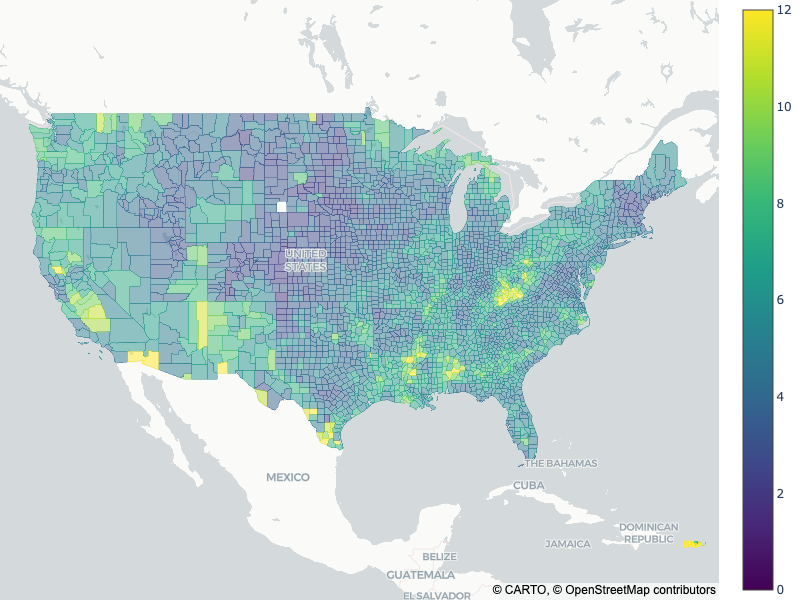 12
10
8
6
4
2
0
UNITED
STATES
MEXICO
THE BAHAMAS
CUBA
DOMINICAN
REPUBLIC
JAMAICA
BELIZE
GUATEMALA
EL SALVADOR
© CARTO, © OpenStreetMap contributors